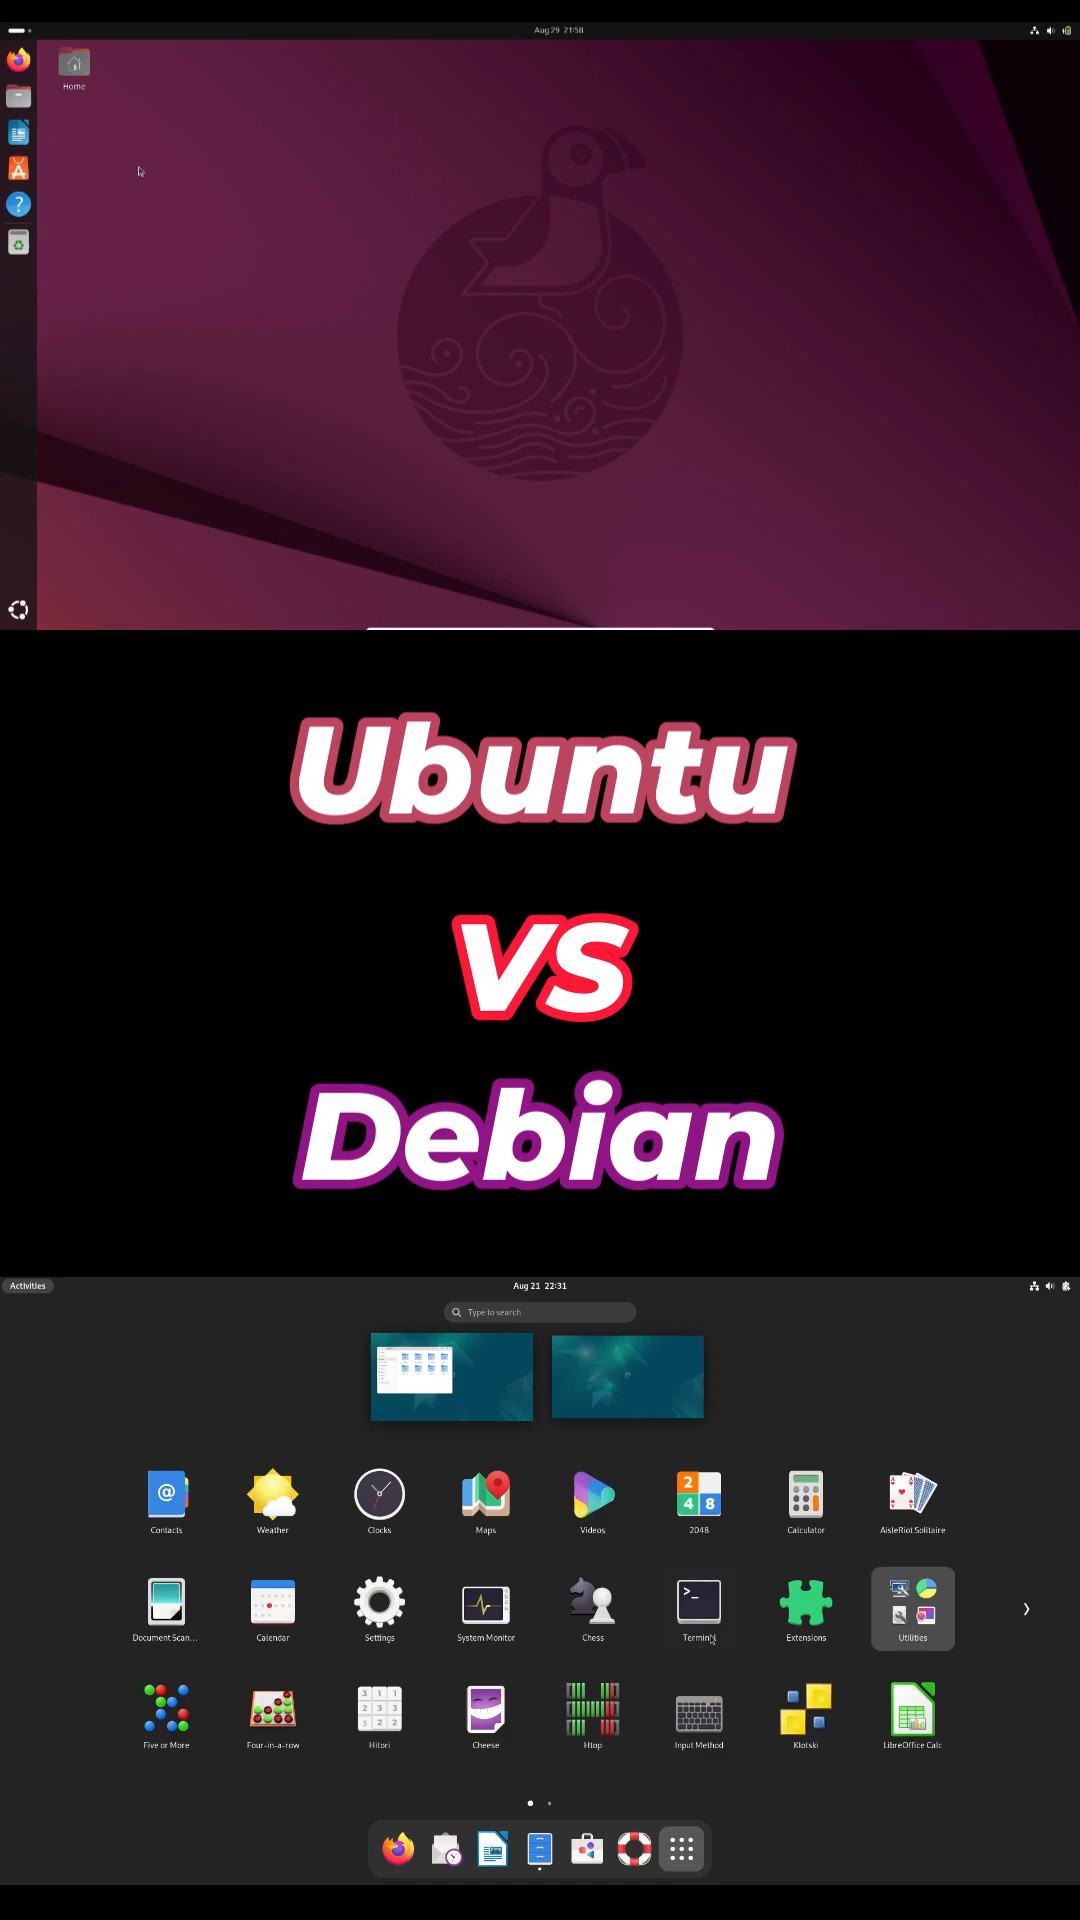 Aug 29 21:58
Home
Ubuntu
VS
Debian
Activities
Aug 21 22:31
Type to search
Contacts
Weather
Clocks
Maps
Videos
2048
Calculator
AisleRiot Solitaire
Document Scan...
Calendar
Settings
System Monitor
Chess
Terminal
Extensions
Utilities
Five or More
Four-in-a-row
Hitori
Cheese
Htop
Input Method
Klotski
LibreOffice Calc